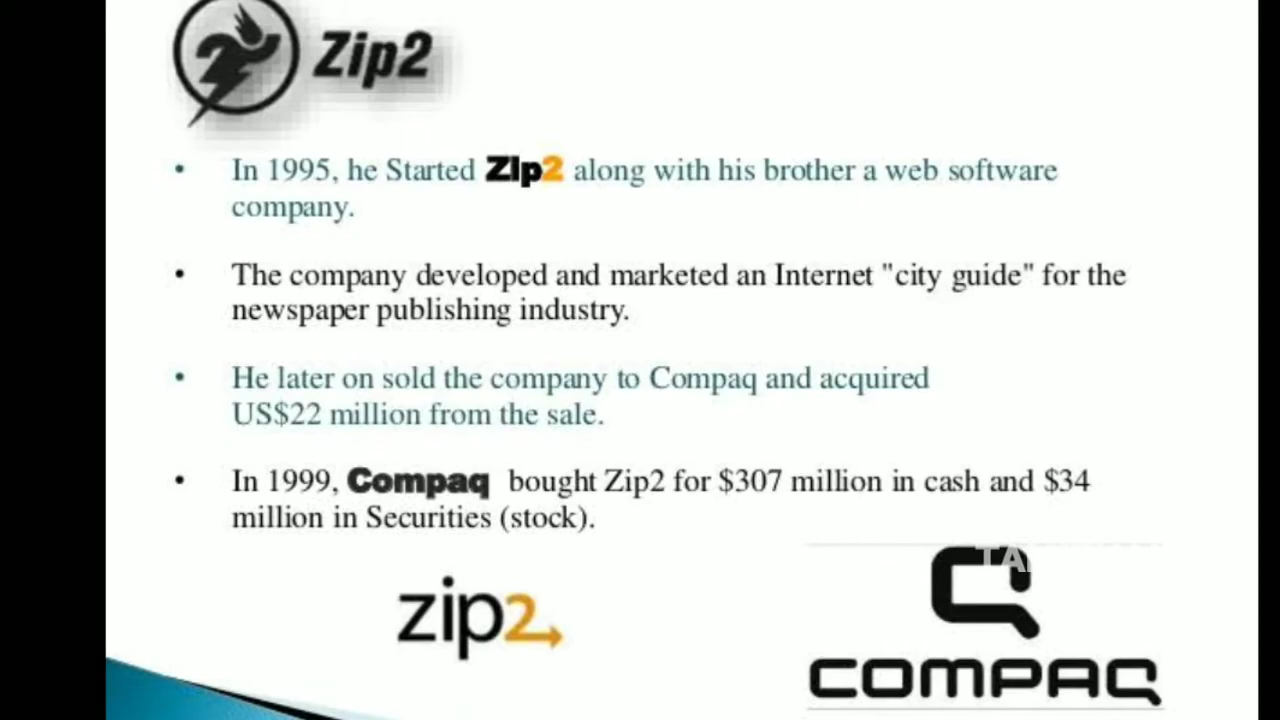 Zip2
• In 1995, he Started ZIp2 along with his brother a web software
company.
• The company developed and marketed an Internet "city guide" for the
newspaper publishing industry.
• He later on sold the company to Compaq and acquired
US$22 million from the sale.
• In 1999, Compaq bought Zip2 for $307 million in cash and $34
million in Securities (stock).
zip2
COMPAQ